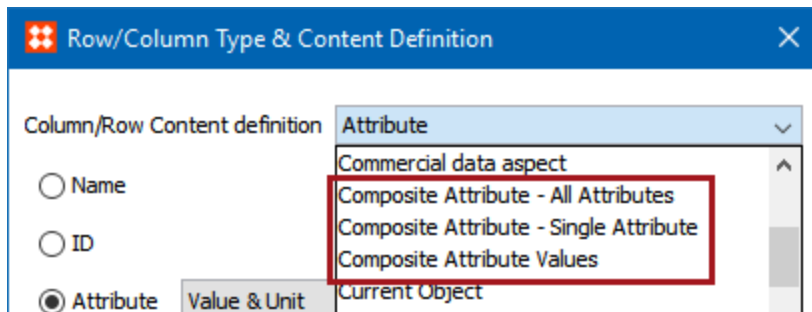 Row/Column Type & Content Definition
Column/Row Content definition Attribute
Commercial data aspect
Name
Composite Attribute - All Attributes
Composite Attribute - Single Attribute
ID
Composite Attribute Values
Attribute Value & Unit
Current Object